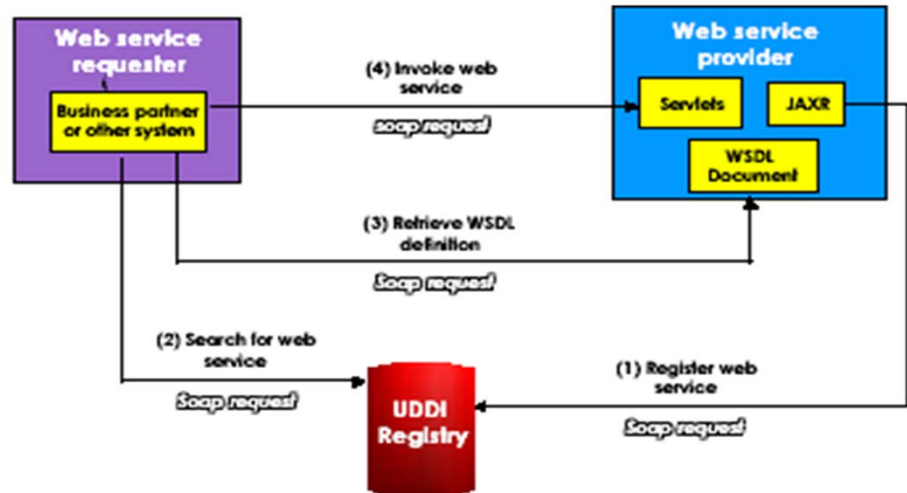 Web service
requester
Business partner
or other system
(4) Invoke web
service
soap request
Web service
provider
Servlets
JAXR
WSDL
Document
(3) Retrieve WSDL
definition
Soap request
(2) Search for web
service
Soap request
UDDI
Registry
(1) Register web
service
Soap request